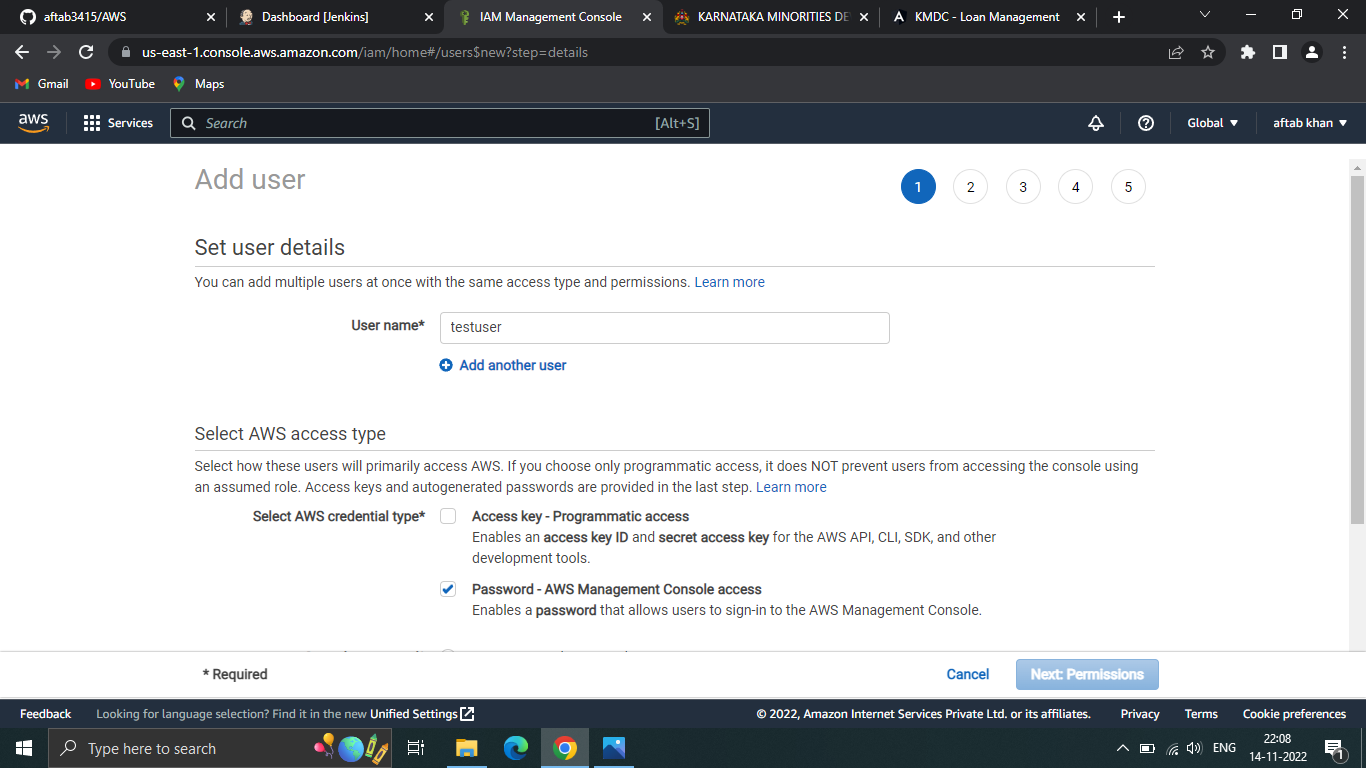 aftab3415/AWS
Dashboard [Jenkins]
IAM Management Console
KARNATAKA MINORITIES DE
KMDC - Loan Management
us-east-1.console.aws.amazon.com/iam/home#/users$new?step=details
Gmail
YouTube
Maps
aws
Services
Search
[Alt+S]
Global
aftab khan
Add user
1
2
3
4
5
Set user details
You can add multiple users at once with the same access type and permissions. Learn more
User name*
testuser
Add another user
Select AWS access type
Select how these users will primarily access AWS. If you choose only programmatic access, it does NOT prevent users from accessing the console using
an assumed role. Access keys and autogenerated passwords are provided in the last step. Learn more
Select AWS credential type*
Access key - Programmatic access
Enables an access key ID and secret access key for the AWS API, CLI, SDK, and other
development tools.
Password - AWS Management Console access
Enables a password that allows users to sign-in to the AWS Management Console.
* Required
Cancel
Next: Permissions
Feedback
Looking for language selection? Find it in the new Unified Settings
© 2022, Amazon Internet Services Private Ltd. or its affiliates.
Privacy
Terms
Cookie preferences
Type here to search
ENG
22:08
14-11-2022
1